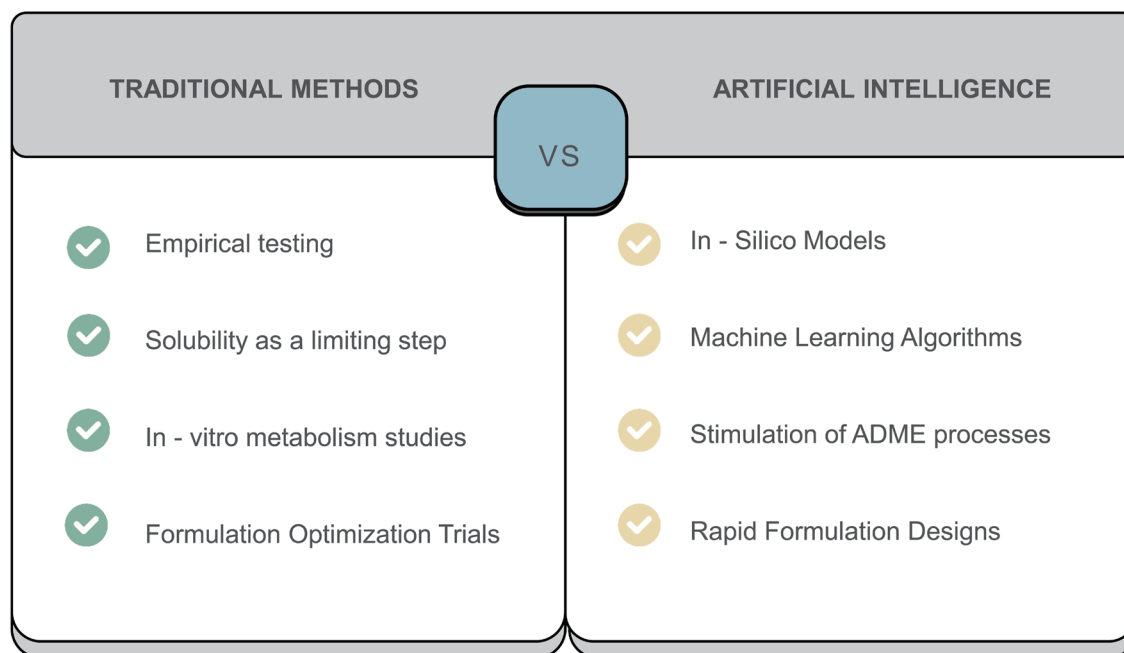 TRADITIONAL METHODS
VS
ARTIFICIAL INTELLIGENCE
Empirical testing
Solubility as a limiting step
In - vitro metabolism studies
Formulation Optimization Trials
In - Silico Models
Machine Learning Algorithms
Stimulation of ADME processes
Rapid Formulation Designs